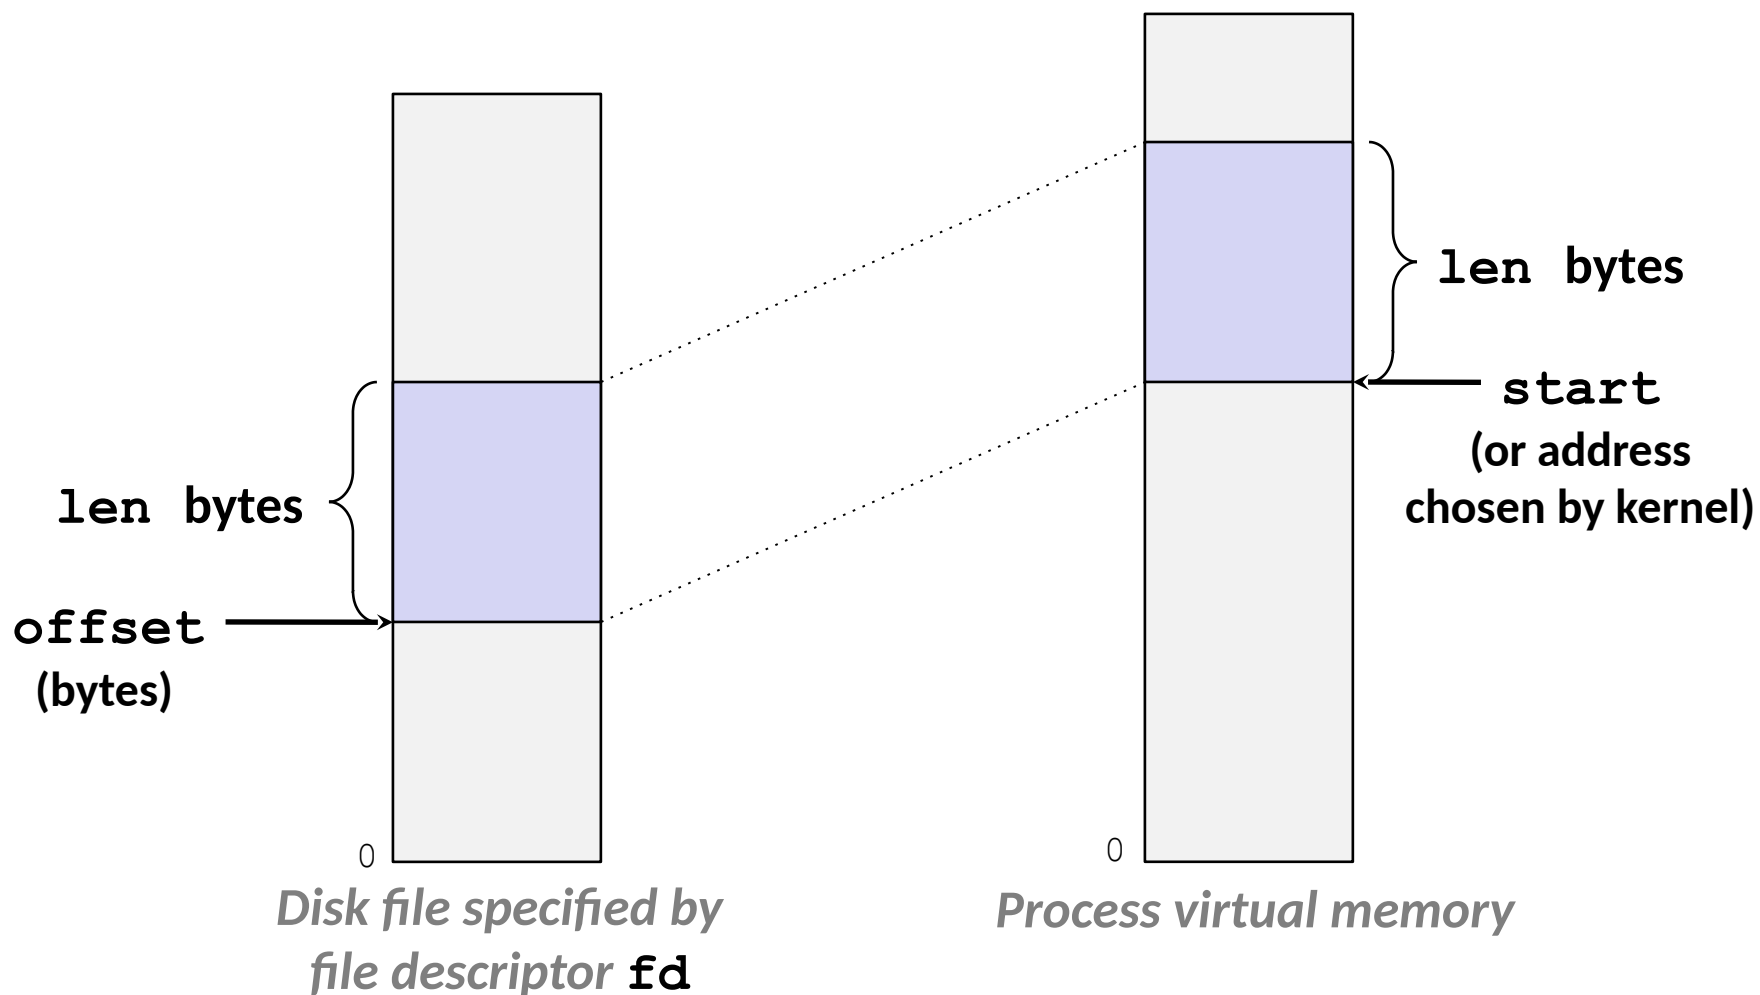 len bytes
start
(or address
chosen by kernel)
len bytes
offset
(bytes)
0
0
Disk file specified by
file descriptor fd
Process virtual memory